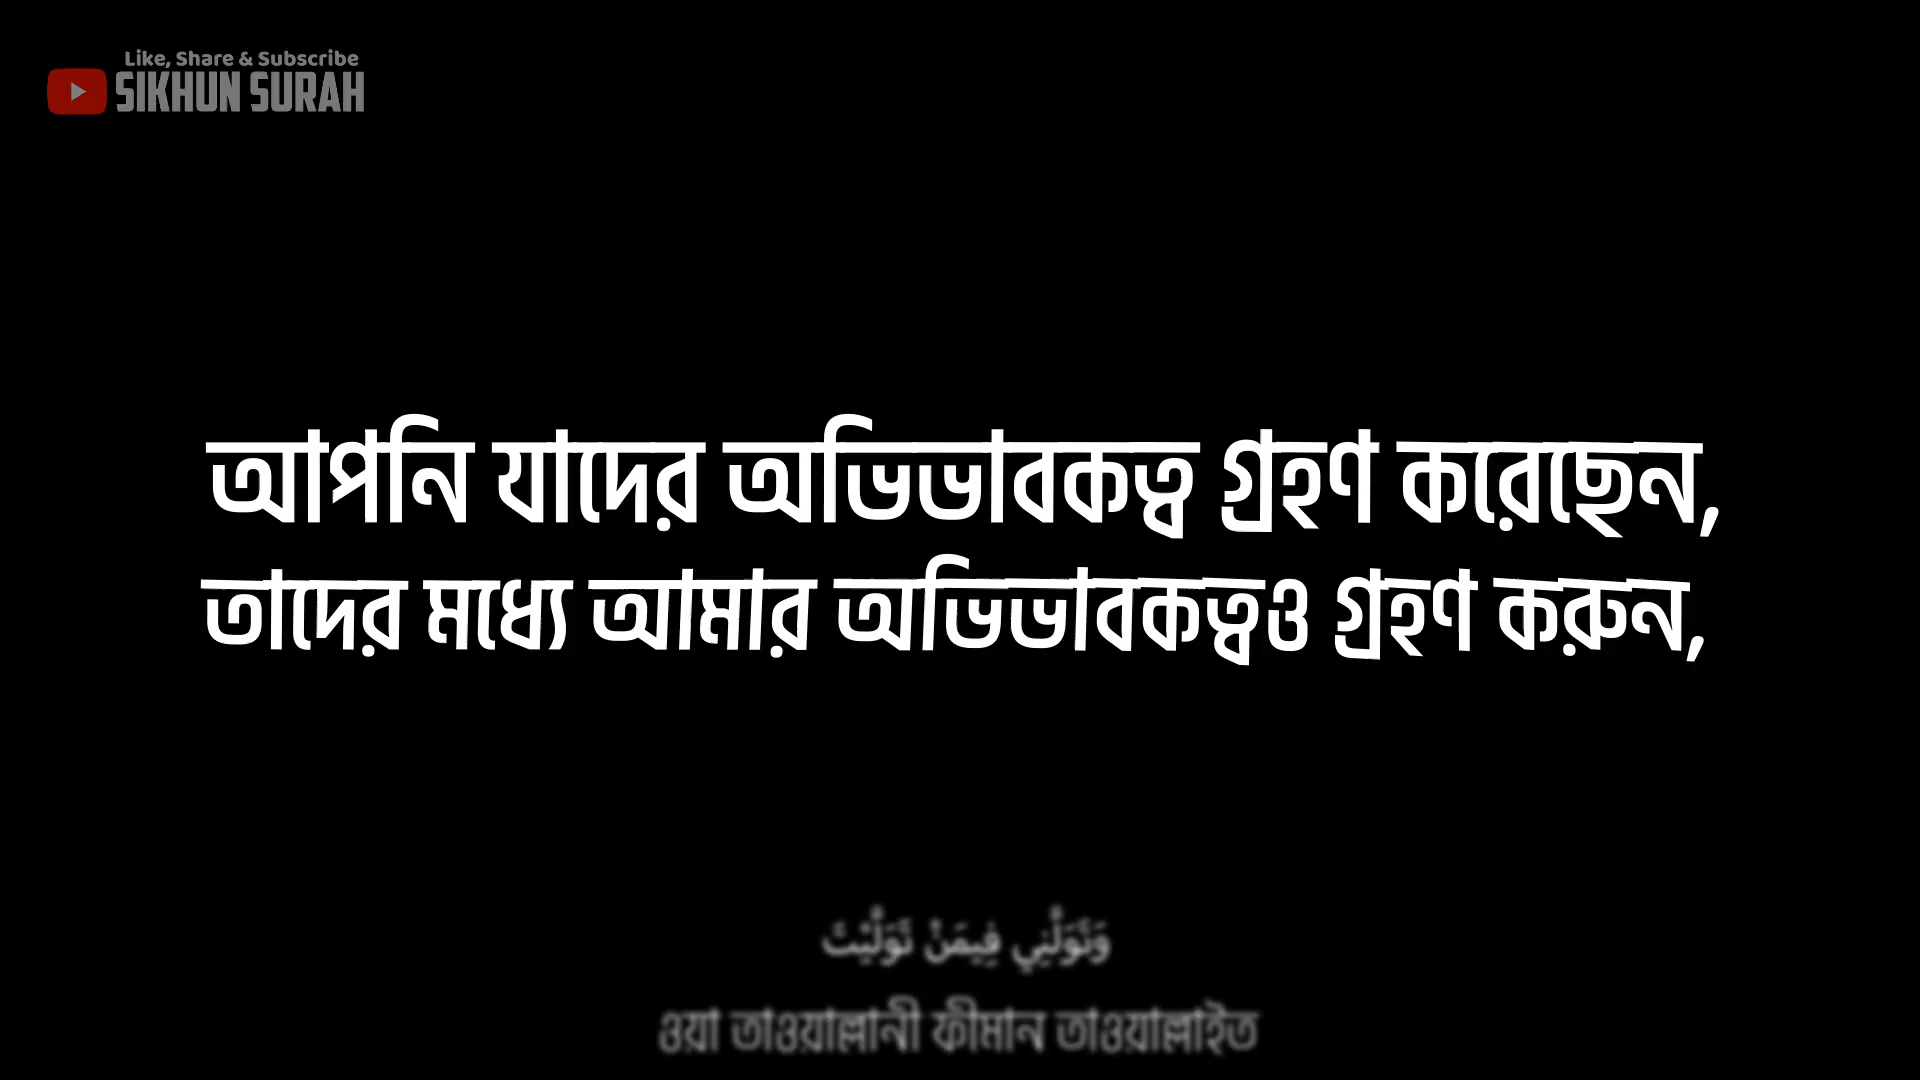 Like, Share & Subscribe
SIKHUN SURAH
আপনি যাদের অভিভাবকত্ব গ্রহণ করেছেন,
তাদের মধ্যে আমার অভিভাবকত্বও গ্রহণ করুন,
وَتَوَلَّنِي فِيمَنْ تَوَلَّيْتَ
ওয়া তাওয়াল্লানী ফীমান তাওয়াল্লাইত